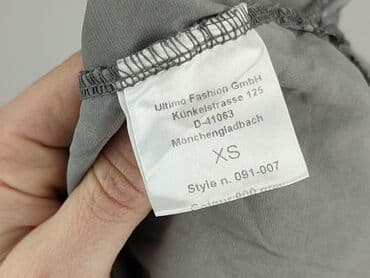 Ultimo Fashion GmbH
Künkelstrasse 125
D-41063
Mönchengladbach
XS
Style n. 091-007